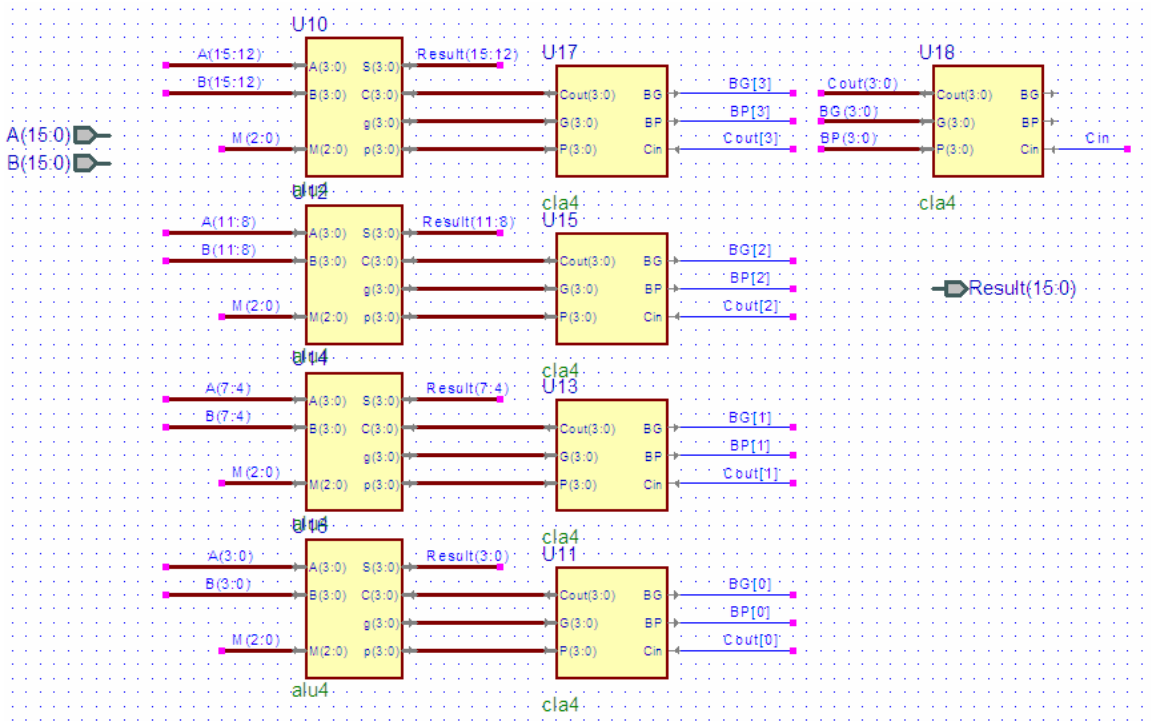 U10
A(15:12)
B(15:12)
M(2:0)
A(3:0) S(3:0)
B(3:0) C(3:0)
g(3:0)
M(2:0) p(3:0)
Result(15:12)
alu4
U17
Cout(3:0) BG
G(3:0) BP
P(3:0) Cin
BG[3]
BP[3]
Cout[3]
cla4
U18
Cout(3:0)
BG(3:0)
BP(3:0)
Cout(3:0) BG
G(3:0) BP
P(3:0) Cin
Cin
cla4
A(15:0)
B(15:0)
U12
A(11:8)
B(11:8)
M(2:0)
A(3:0) S(3:0)
B(3:0) C(3:0)
g(3:0)
M(2:0) p(3:0)
Result(11:8)
alu4
U15
Cout(3:0) BG
G(3:0) BP
P(3:0) Cin
BG[2]
BP[2]
Cout[2]
cla4
Result(15:0)
U14
A(7:4)
B(7:4)
M(2:0)
A(3:0) S(3:0)
B(3:0) C(3:0)
g(3:0)
M(2:0) p(3:0)
Result(7:4)
alu4
U13
Cout(3:0) BG
G(3:0) BP
P(3:0) Cin
BG[1]
BP[1]
Cout[1]
cla4
U16
A(3:0)
B(3:0)
M(2:0)
A(3:0) S(3:0)
B(3:0) C(3:0)
g(3:0)
M(2:0) p(3:0)
Result(3:0)
alu4
U11
Cout(3:0) BG
G(3:0) BP
P(3:0) Cin
BG[0]
BP[0]
Cout[0]
cla4